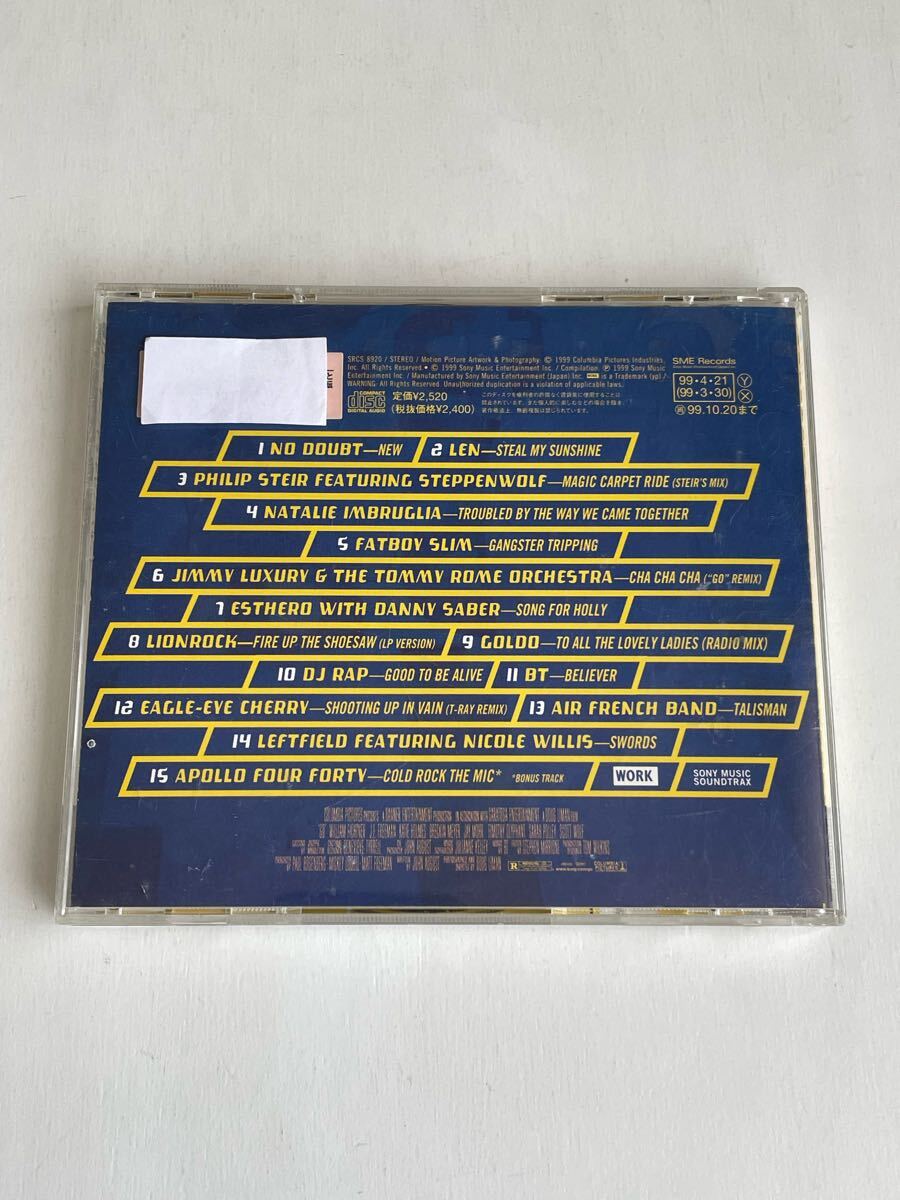 SRCS 8920 / STEREO / Motion Picture Artwork & Photography: © 1999 Columbia Pictures Industries,
Inc. All Rights Reserved. • © 1999 Sony Music Entertainment Inc. / Compilation: ℗ 1999 Sony Music
Entertainment Inc. / Manufactured by Sony Music Entertainment (Japan) Inc. is a Trademark
WARNING: All Rights Reserved. Unauthorized duplication is a violation of applicable laws.
COMPACT
disc
DIGITAL AUDIO
定価¥2,520
(税抜価格¥2,400)
SME Records
99・4・21
(99・3・30)
Y
X
99.10.20まで
1 NO DOUBT—NEW
2 LEN—STEAL MY SUNSHINE
3 PHILIP STEIR FEATURING STEPPENWOLF—MAGIC CARPET RIDE (STEIR'S MIX)
4 NATALIE IMBRUGLIA—TROUBLED BY THE WAY WE CAME TOGETHER
5 FATBOY SLIM—GANGSTER TRIPPING
6 JIMMY LUXURY & THE TOMMY ROME ORCHESTRA—CHA CHA CHA ("GO" REMIX)
7 ESTHERO WITH DANNY SABER—SONG FOR HOLLY
8 LIONROCK—FIRE UP THE SHOESAW (LP VERSION)
9 GOLDO—TO ALL THE LOVELY LADIES (RADIO MIX)
10 DJ RAP—GOOD TO BE ALIVE
11 BT—BELIEVER
12 EAGLE-EYE CHERRY—SHOOTING UP IN VAIN (T-RAY REMIX)
13 AIR FRENCH BAND—TALISMAN
14 LEFTFIELD FEATURING NICOLE WILLIS—SWORDS
15 APOLLO FOUR FORTY—COLD ROCK THE MIC*
*BONUS TRACK
WORK
SONY MUSIC
SOUNDTRAX